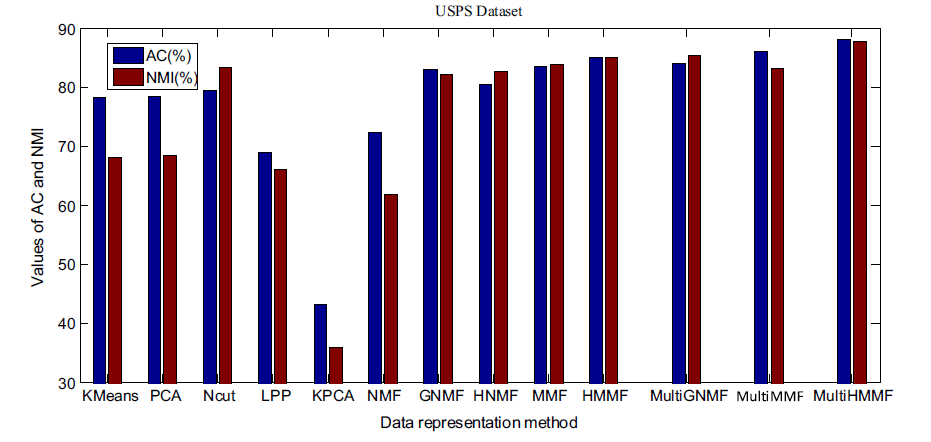 USPS Dataset
90
80
70
60
50
40
30
AC(%)
NMI(%)
Values of AC and NMI
KMeans PCA Ncut LPP KPCA NMF GNMF HNMF MMF HMMF MultiGNMF MultiMMF MultiHMMF
Data representation method